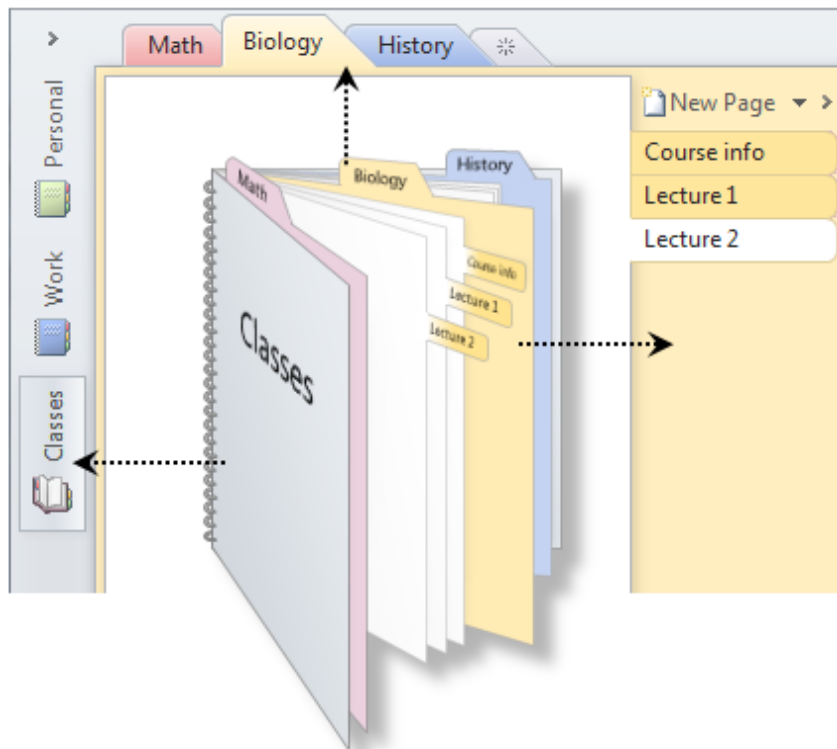 Math
Biology
History
Personal
Work
Classes
New Page
Course info
Lecture 1
Lecture 2
Math
Biology
History
Course info
Lecture 1
Lecture 2
Classes